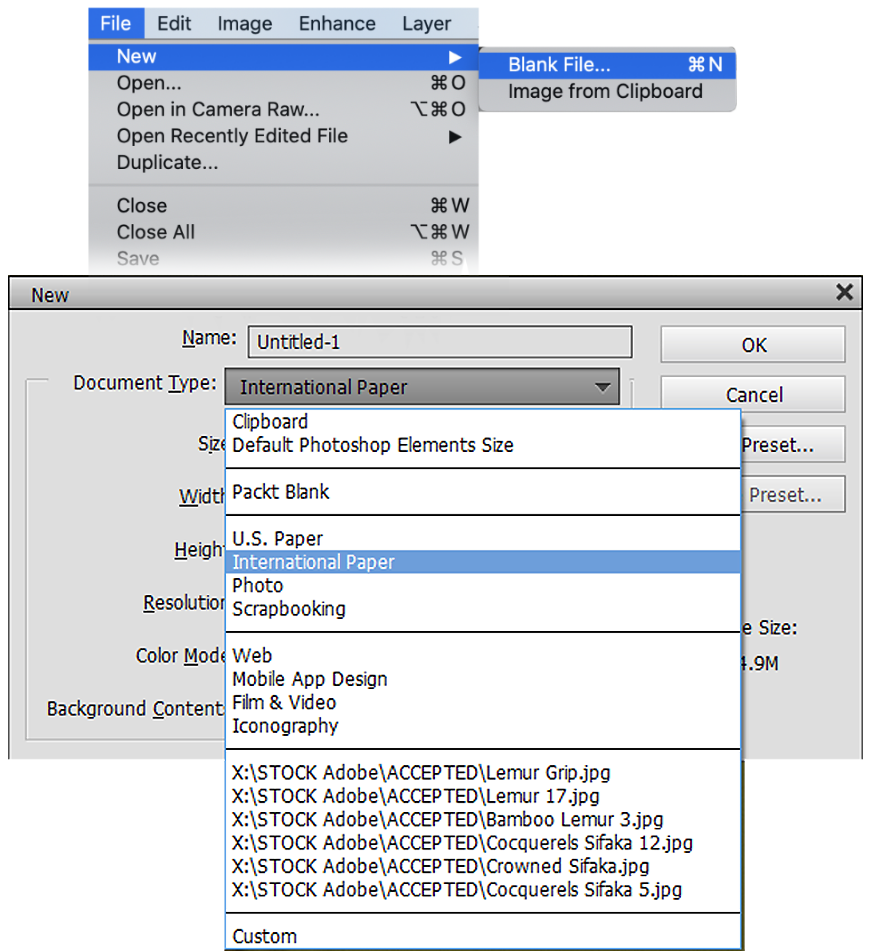 File Edit Image Enhance Layer
New ▶
Blank File... ⌘N
Image from Clipboard
Open... ⌘O
Open in Camera Raw... ⌥⌘O
Open Recently Edited File ▶
Duplicate...
Close ⌘W
Close All ⌥⌘W
Save ⌘S
New
Name: Untitled-1
OK
Document Type: International Paper
Cancel
Clipboard
Default Photoshop Elements Size
Preset...
Packt Blank
Preset...
U.S. Paper
International Paper
Photo
Scrapbooking
Size
Width
Height
Resolution
Color Mode
Background Contents
e Size:
4.9M
Web
Mobile App Design
Film & Video
Iconography
X:\STOCK Adobe\ACCEPTED\Lemur Grip.jpg
X:\STOCK Adobe\ACCEPTED\Lemur 17.jpg
X:\STOCK Adobe\ACCEPTED\Bamboo Lemur 3.jpg
X:\STOCK Adobe\ACCEPTED\Cocquerels Sifaka 12.jpg
X:\STOCK Adobe\ACCEPTED\Crowned Sifaka.jpg
X:\STOCK Adobe\ACCEPTED\Cocquerels Sifaka 5.jpg
Custom